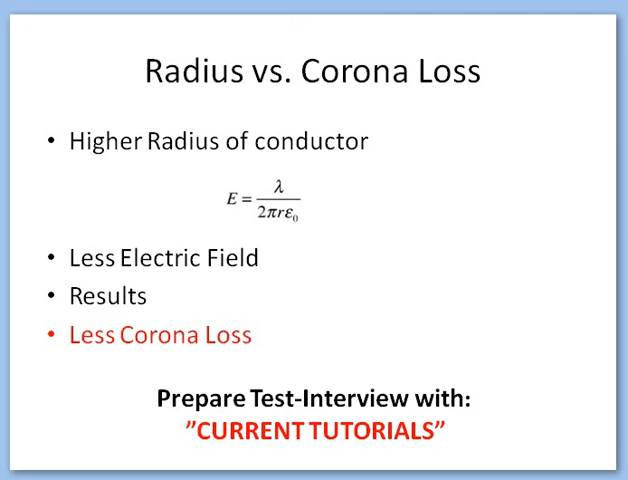 Radius vs. Corona Loss
• Higher Radius of conductor
E = λ / 2πrε₀
• Less Electric Field
• Results
• Less Corona Loss
Prepare Test-Interview with:
”CURRENT TUTORIALS”